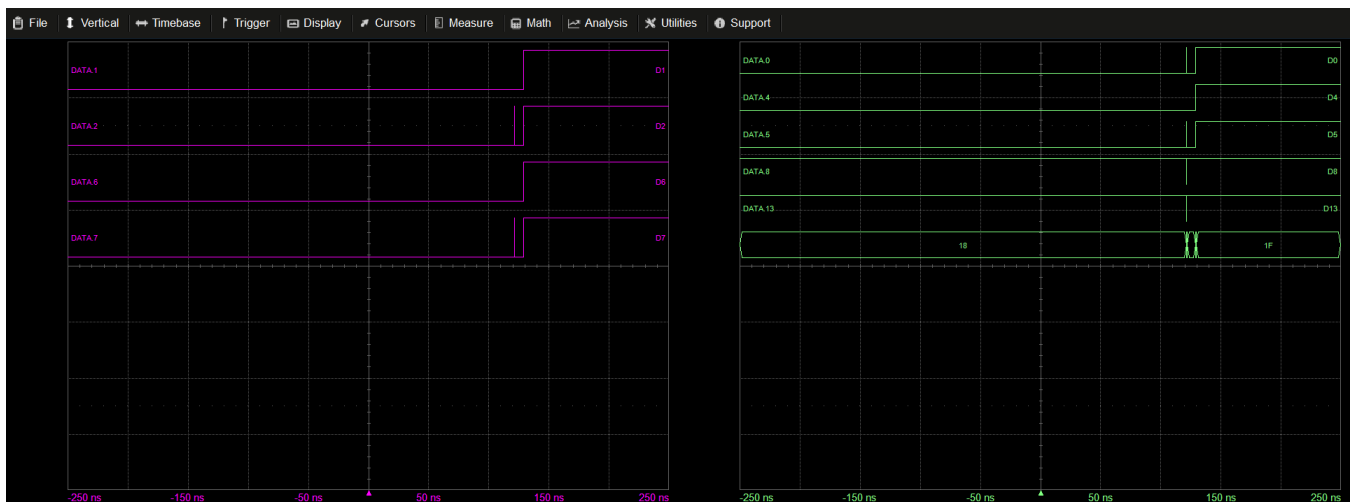 File Vertical Timebase Trigger Display Cursors Measure Math Analysis Utilities Support
DATA.1 D1
DATA.2 D2
DATA.6 D6
DATA.7 D7
-250 ns -150 ns -50 ns 50 ns 150 ns 250 ns
DATA.0 D0
DATA.4 D4
DATA.5 D5
DATA.8 D8
DATA.13 D13
18 1F
-250 ns -150 ns -50 ns 50 ns 150 ns 250 ns